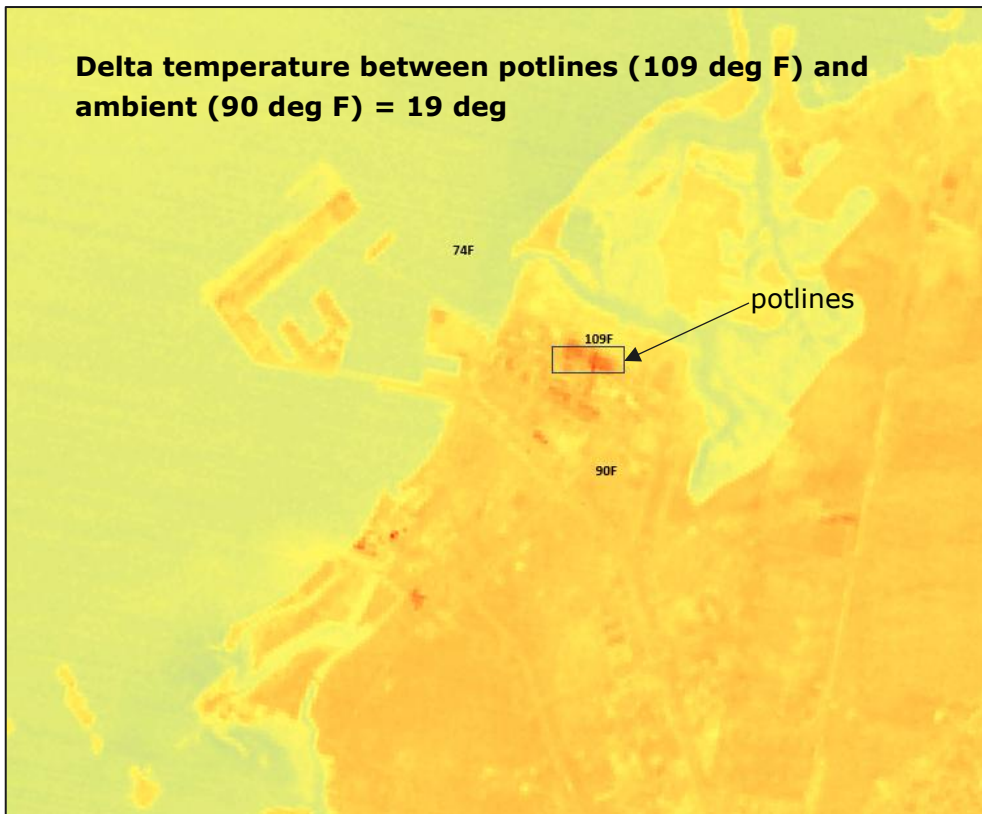 Delta temperature between potlines (109 deg F) and
ambient (90 deg F) = 19 deg
74F
potlines
109F
90F